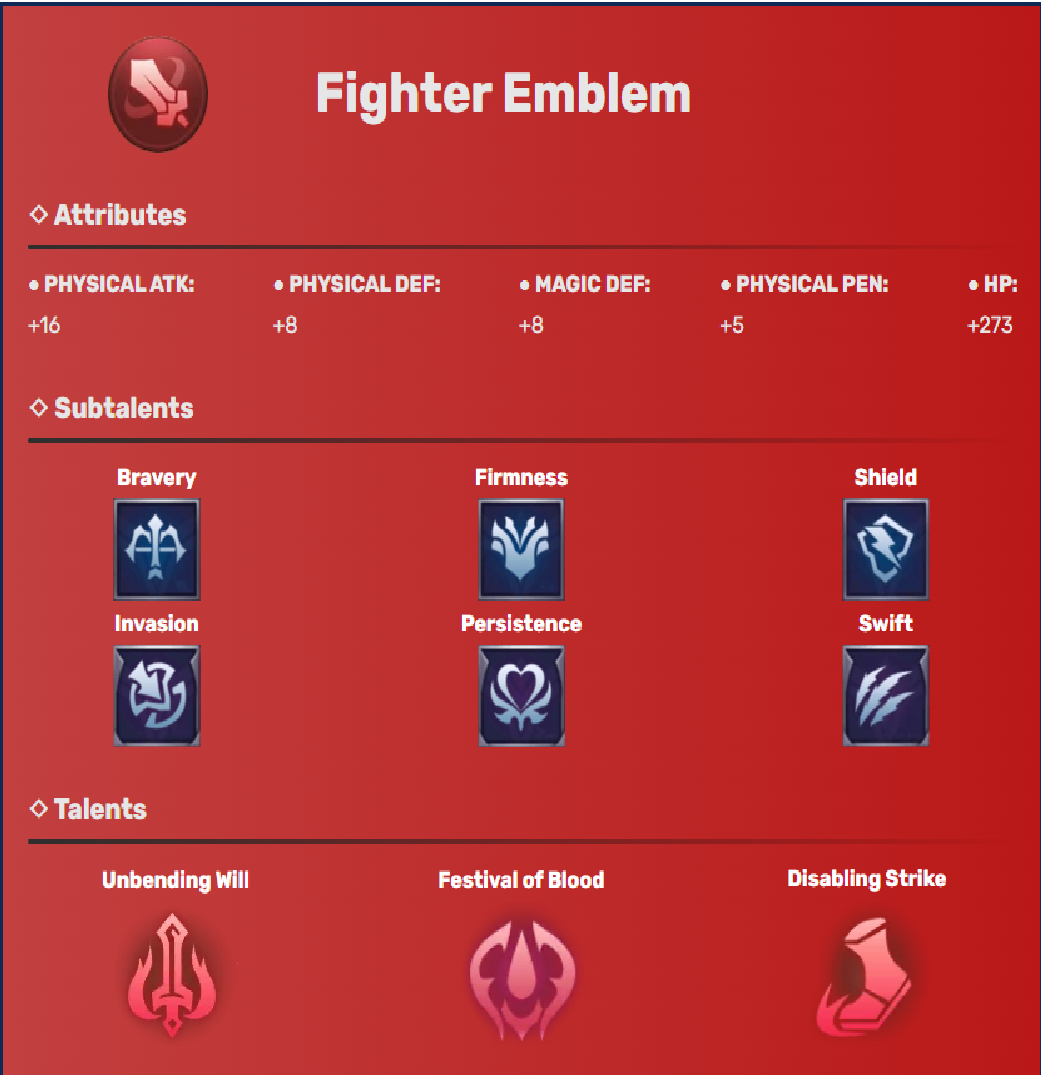 Fighter Emblem
◇ Attributes
• PHYSICAL ATK: • PHYSICAL DEF: • MAGIC DEF: • PHYSICAL PEN: • HP:
+16 +8 +8 +5 +273
◇ Subtalents
Bravery Firmness Shield
Invasion Persistence Swift
◇ Talents
Unbending Will Festival of Blood Disabling Strike